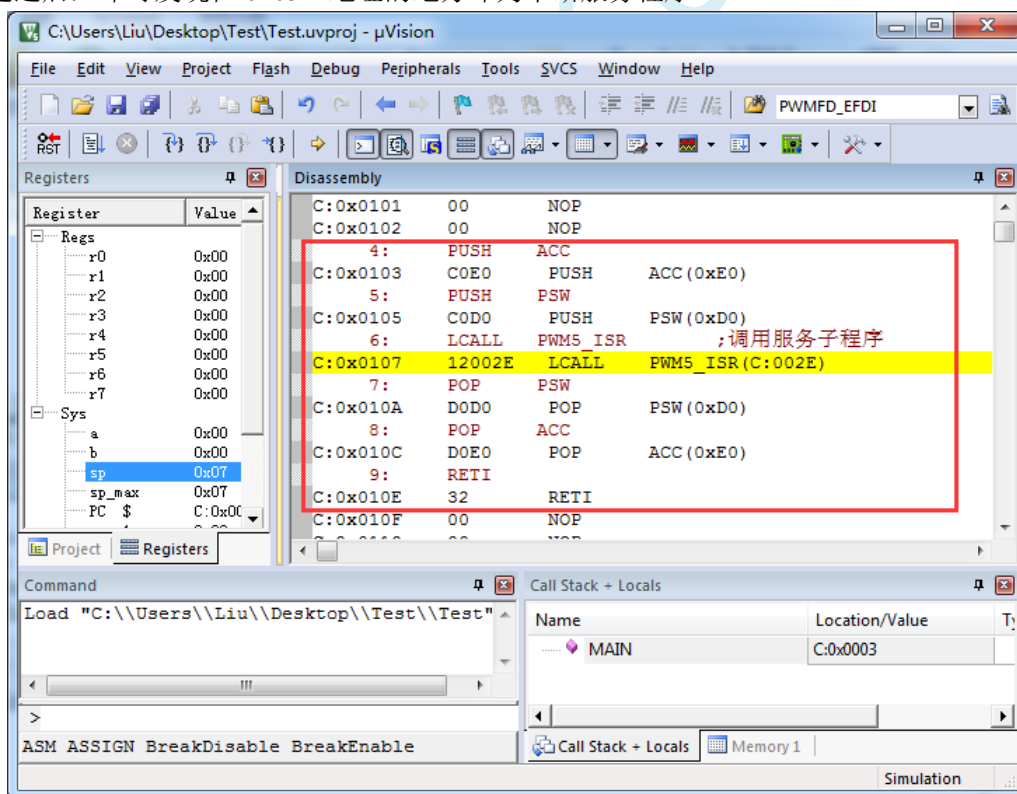 C:\Users\Liu\Desktop\Test\Test.uvproj - µVision
File Edit View Project Flash Debug Peripherals Tools SVCS Window Help
PWMFD_EFDI
RST
Registers
Disassembly
Register Value
Regs
r0 0x00
r1 0x00
r2 0x00
r3 0x00
r4 0x00
r5 0x00
r6 0x00
r7 0x00
Sys
a 0x00
b 0x00
sp 0x07
sp_max 0x07
PC $ C:0x00
Project Registers
C:0x0101 00 NOP
C:0x0102 00 NOP
4: PUSH ACC
C:0x0103 C0E0 PUSH ACC(0xE0)
5: PUSH PSW
C:0x0105 C0D0 PUSH PSW(0xD0)
6: LCALL PWM5_ISR ;调用服务子程序
C:0x0107 12002E LCALL PWM5_ISR(C:002E)
7: POP PSW
C:0x010A D0D0 POP PSW(0xD0)
8: POP ACC
C:0x010C D0E0 POP ACC(0xE0)
9: RETI
C:0x010E 32 RETI
C:0x010F 00 NOP
Command
Load "C:\\Users\\Liu\\Desktop\\Test\\Test"
>
ASM ASSIGN BreakDisable BreakEnable
Call Stack + Locals
Name Location/Value
MAIN C:0x0003
Call Stack + Locals Memory 1
Simulation